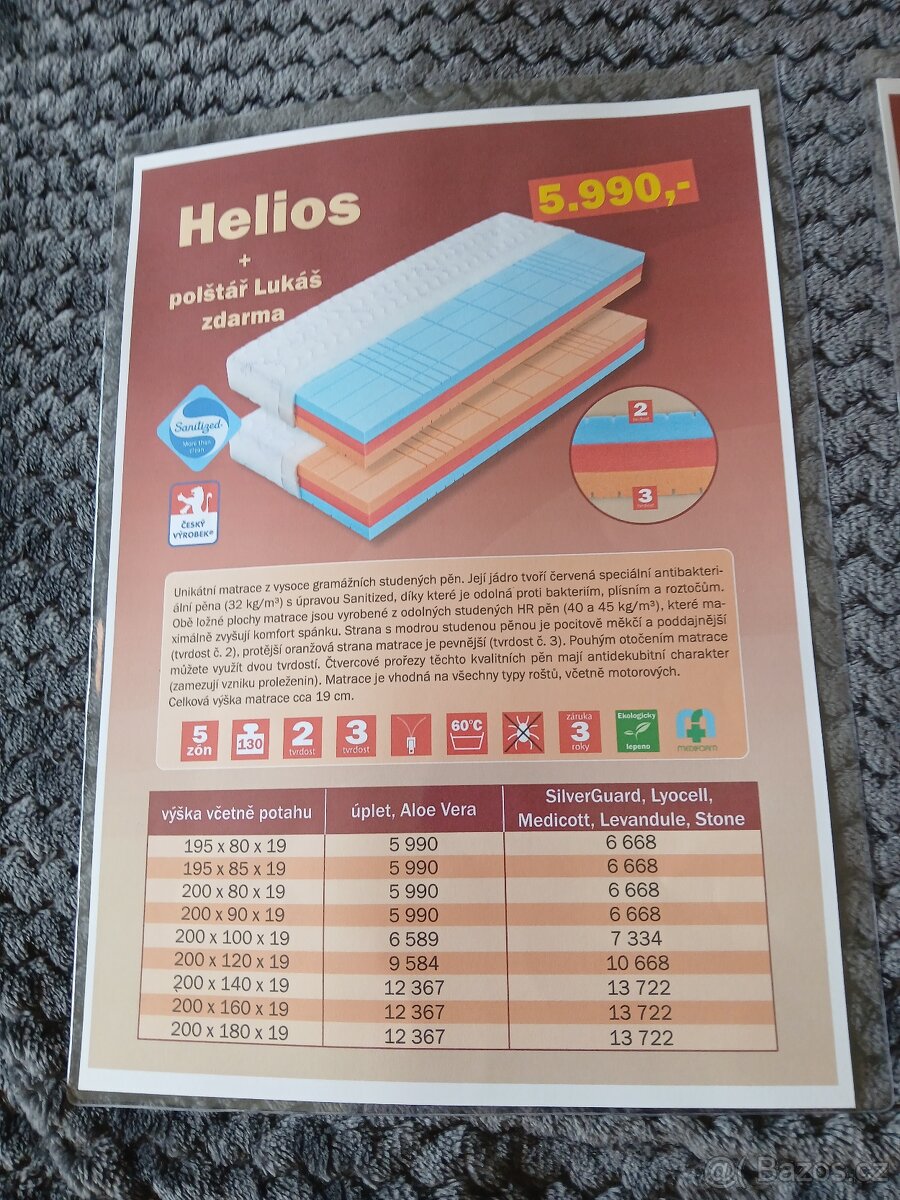 Helios
+
polštář Lukáš
zdarma
5.990,-
Sanitized
More than
clean
ČESKÝ
VÝROBEK®
2
tvrdost
3
tvrdost
Unikátní matrace z vysoce gramážních studených pěn. Její jádro tvoří červená speciální antibakteri-
ální pěna (32 kg/m³) s úpravou Sanitized, díky které je odolná proti bakteriím, plísním a roztočům.
Obě ložné plochy matrace jsou vyrobené z odolných studených HR pěn (40 a 45 kg/m³), které ma-
ximálně zvyšují komfort spánku. Strana s modrou studenou pěnou je pocitově měkčí a poddajnější
(tvrdost č. 2), protější oranžová strana matrace je pevnější (tvrdost č. 3). Pouhým otočením matrace
můžete využít dvou tvrdostí. Čtvercové prořezy těchto kvalitních pěn mají antidekubitní charakter
(zamezují vzniku proleženin). Matrace je vhodná na všechny typy roštů, včetně motorových.
Celková výška matrace cca 19 cm.
5 zón
130
2 tvrdost
3 tvrdost
60°C
záruka 3 roky
Ekologicky lepeno
MEDIFOAM
výška včetně potahu úplet, Aloe Vera SilverGuard, Lyocell, Medicott, Levandule, Stone
195 x 80 x 19 5 990 6 668
195 x 85 x 19 5 990 6 668
200 x 80 x 19 5 990 6 668
200 x 90 x 19 5 990 6 668
200 x 100 x 19 6 589 7 334
200 x 120 x 19 9 584 10 668
200 x 140 x 19 12 367 13 722
200 x 160 x 19 12 367 13 722
200 x 180 x 19 12 367 13 722
@( Bazos.cz